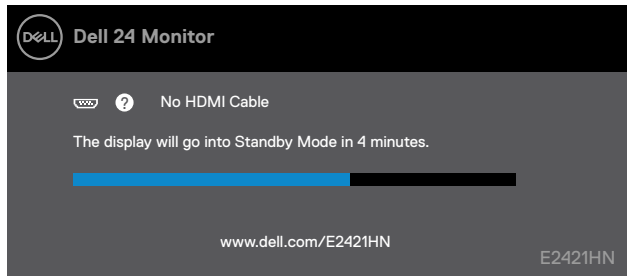 DELL Dell 24 Monitor
? No HDMI Cable
The display will go into Standby Mode in 4 minutes.
www.dell.com/E2421HN
E2421HN